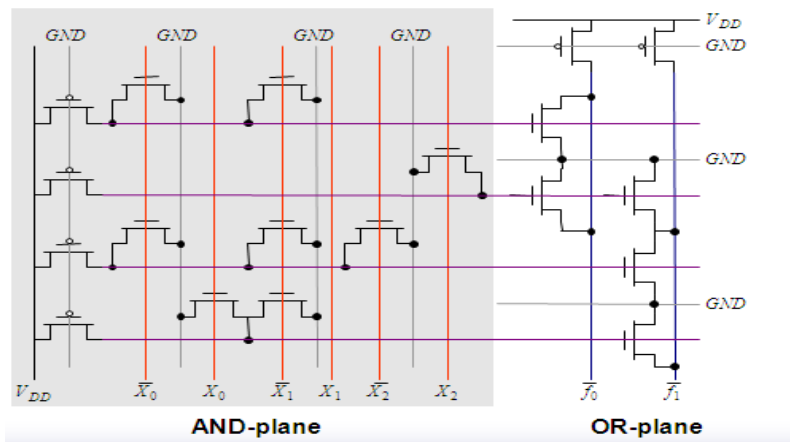 V_DD
GND GND GND GND GND
GND
GND
V_DD X̅_0 X_0 X̅_1 X_1 X̅_2 X_2 f̅_0 f̅_1
AND-plane OR-plane